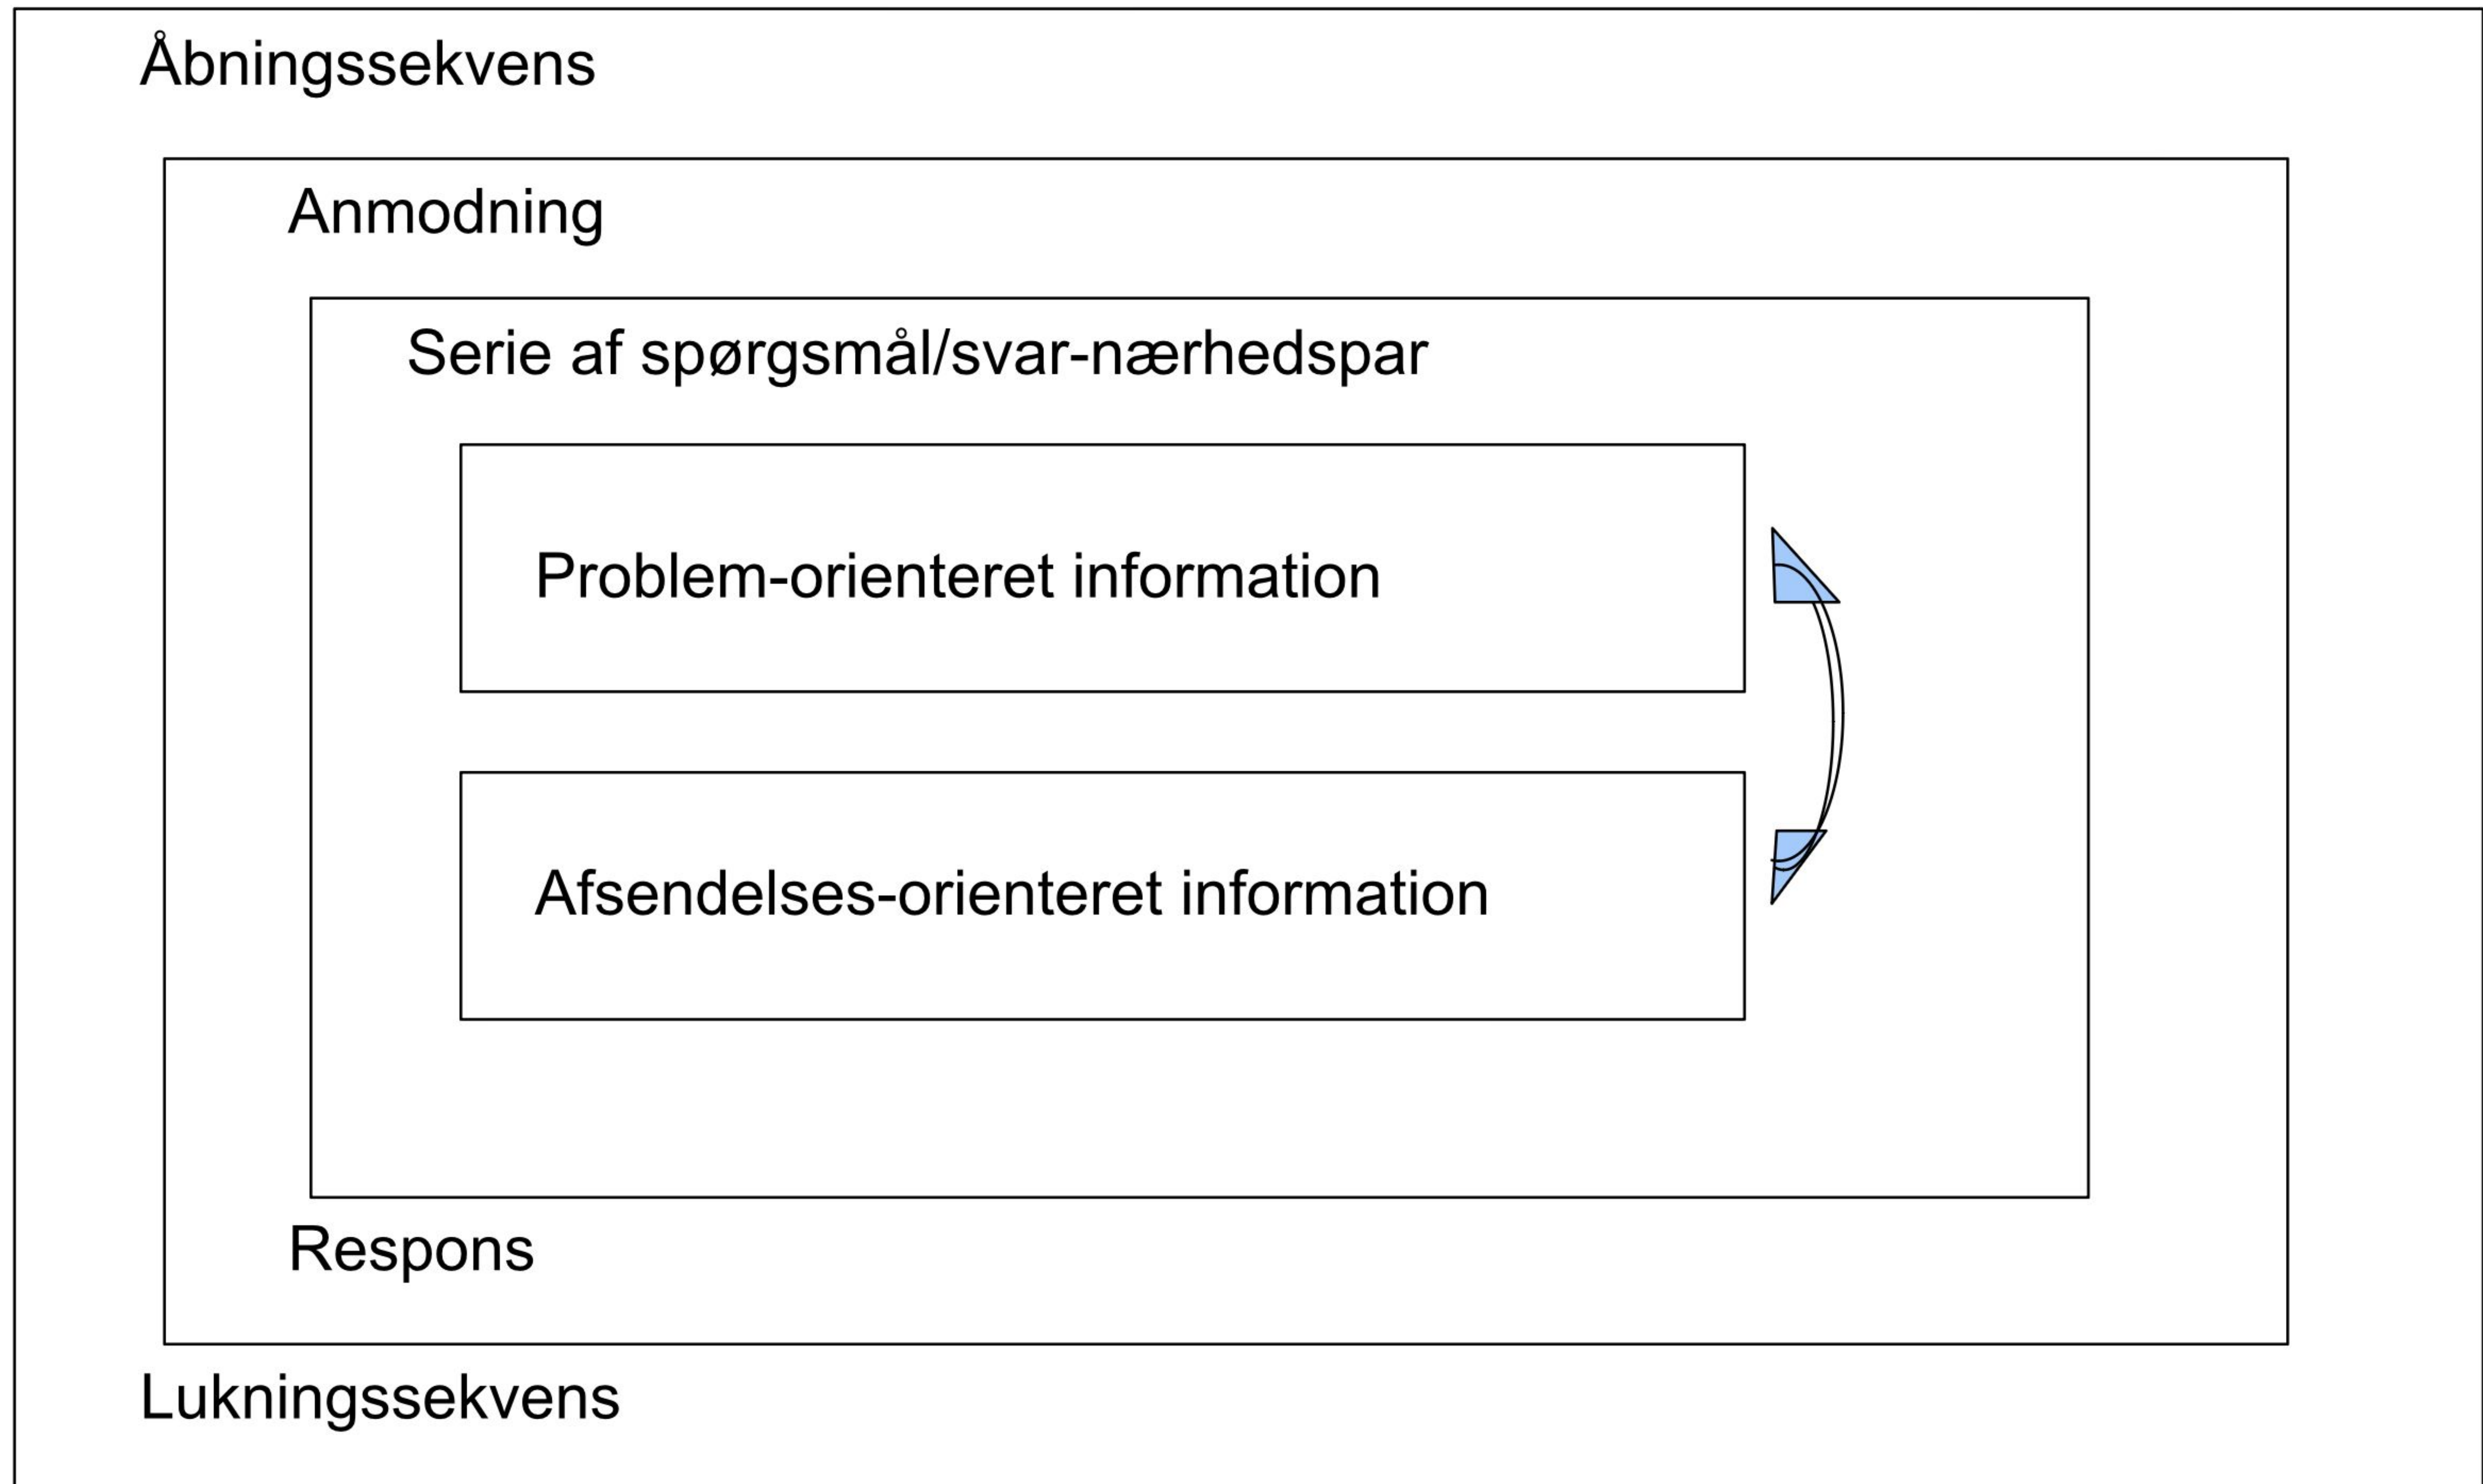 Åbningssekvens
Anmodning
Serie af spørgsmål/svar-nærhedspar
Problem-orienteret information
Afsendelses-orienteret information
Respons
Lukningssekvens